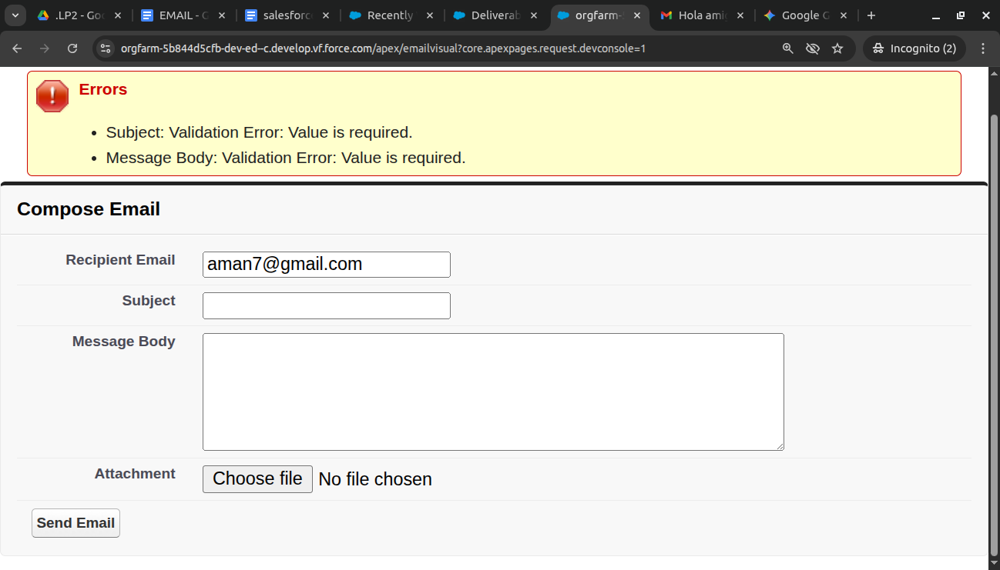 .LP2 - Goo
EMAIL - G
salesforc
Recently
Deliverab
orgfarm-
Hola ami
Google G
orgfarm-5b844d5cfb-dev-ed--c.develop.vf.force.com/apex/emailvisual?core.apexpages.request.devconsole=1
Incognito (2)
Errors
• Subject: Validation Error: Value is required.
• Message Body: Validation Error: Value is required.
Compose Email
Recipient Email aman7@gmail.com
Subject
Message Body
Attachment Choose file No file chosen
Send Email